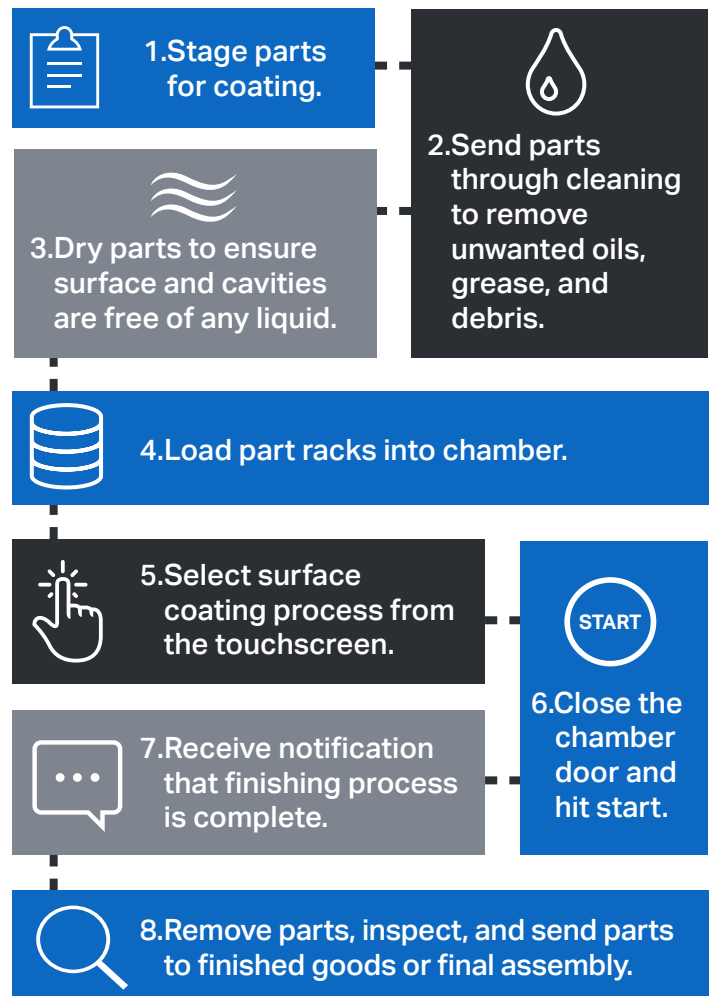 1.Stage parts
for coating.
2.Send parts
through cleaning
to remove
unwanted oils,
grease, and
debris.
3.Dry parts to ensure
surface and cavities
are free of any liquid.
4.Load part racks into chamber.
5.Select surface
coating process from
the touchscreen.
START
6.Close the
chamber
door and
hit start.
7.Receive notification
that finishing process
is complete.
8.Remove parts, inspect, and send parts
to finished goods or final assembly.